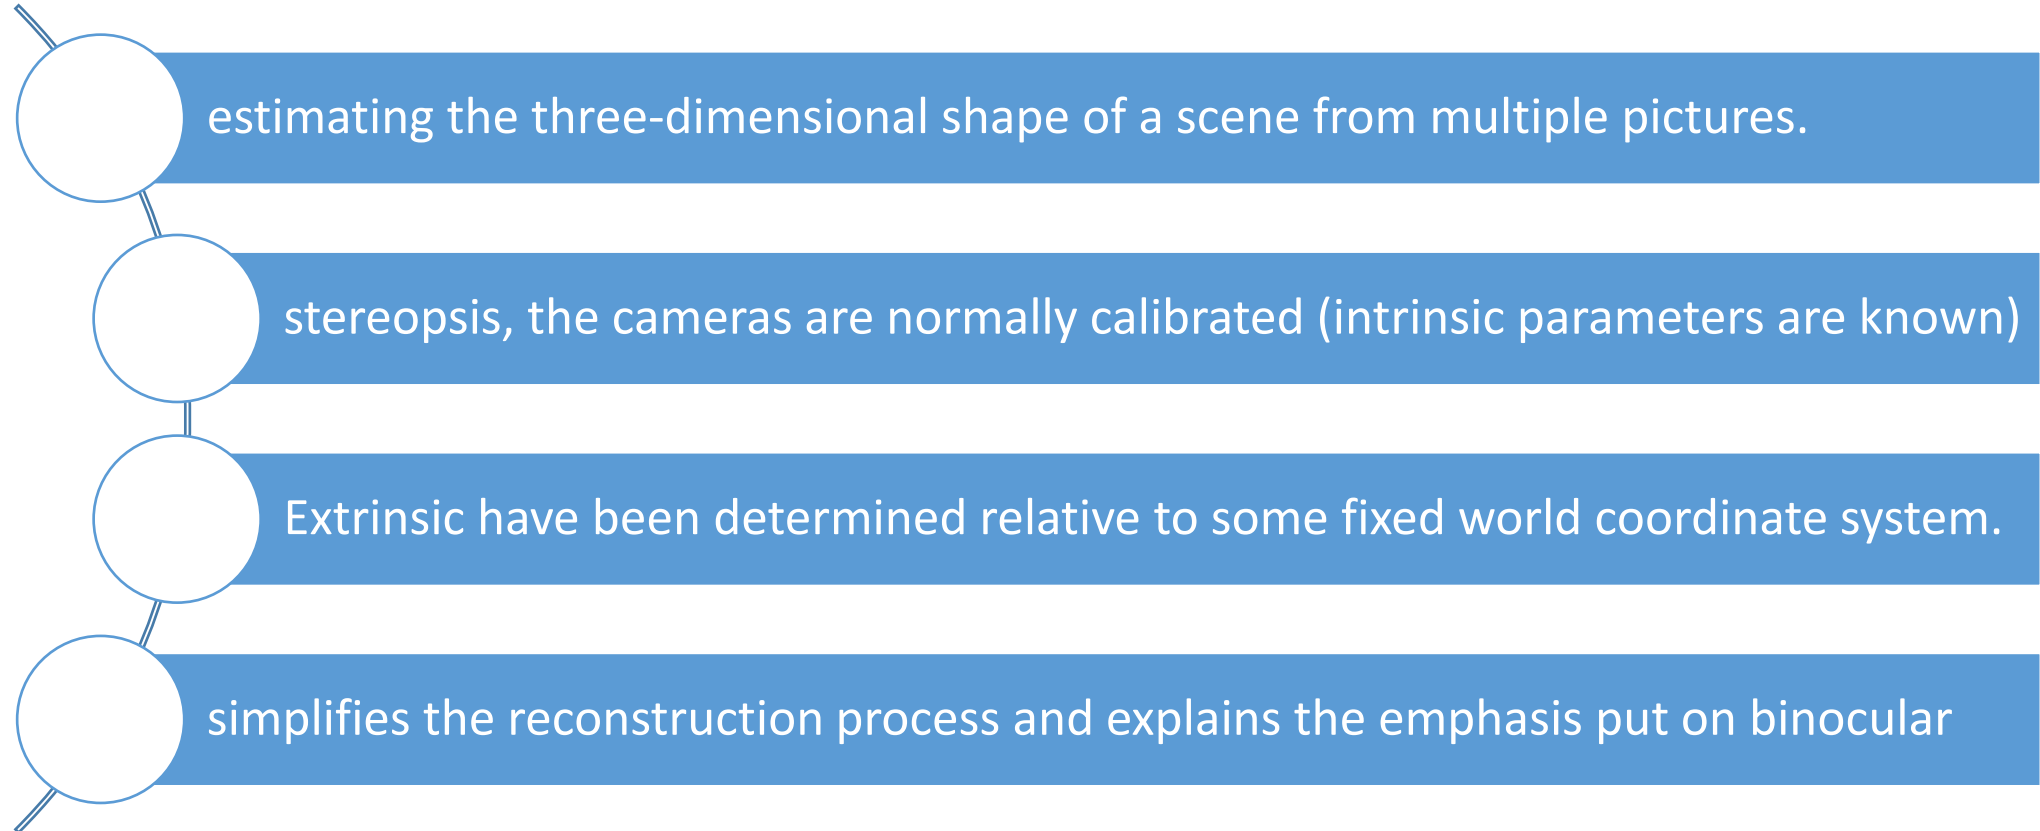 estimating the three-dimensional shape of a scene from multiple pictures.
stereopsis, the cameras are normally calibrated (intrinsic parameters are known)
Extrinsic have been determined relative to some fixed world coordinate system.
simplifies the reconstruction process and explains the emphasis put on binocular